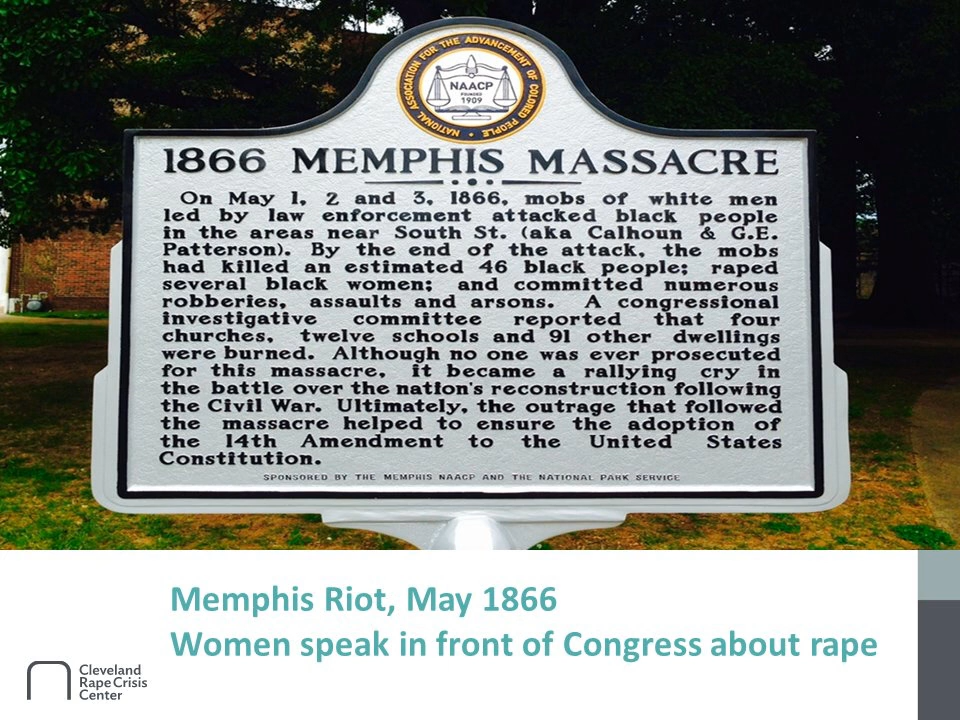 NATIONAL ASSOCIATION FOR THE ADVANCEMENT OF COLORED PEOPLE
NAACP
FOUNDED
1909
1866 MEMPHIS MASSACRE
On May 1, 2 and 3, 1866, mobs of white men
led by law enforcement attacked black people
in the areas near South St. (aka Calhoun & G.E.
Patterson). By the end of the attack, the mobs
had killed an estimated 46 black people; raped
several black women; and committed numerous
robberies, assaults and arsons. A congressional
investigative committee reported that four
churches, twelve schools and 91 other dwellings
were burned. Although no one was ever prosecuted
for this massacre, it became a rallying cry in
the battle over the nation's reconstruction following
the Civil War. Ultimately, the outrage that followed
the massacre helped to ensure the adoption of
the 14th Amendment to the United States
Constitution.
SPONSORED BY THE MEMPHIS NAACP AND THE NATIONAL PARK SERVICE
Memphis Riot, May 1866
Women speak in front of Congress about rape
Cleveland
Rape Crisis
Center